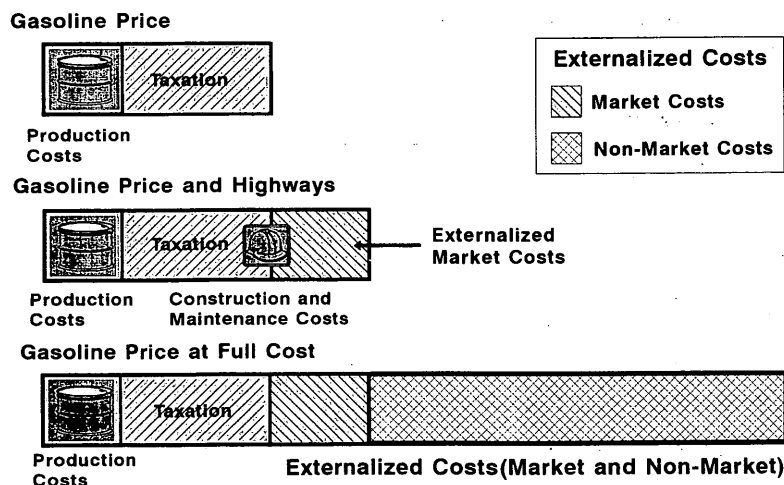 Gasoline Price
Taxation
Production
Costs
Externalized Costs
Market Costs
Non-Market Costs
Gasoline Price and Highways
Taxation
Externalized
Market Costs
Production
Costs
Construction and
Maintenance Costs
Gasoline Price at Full Cost
Taxation
Production
Costs
Externalized Costs(Market and Non-Market)